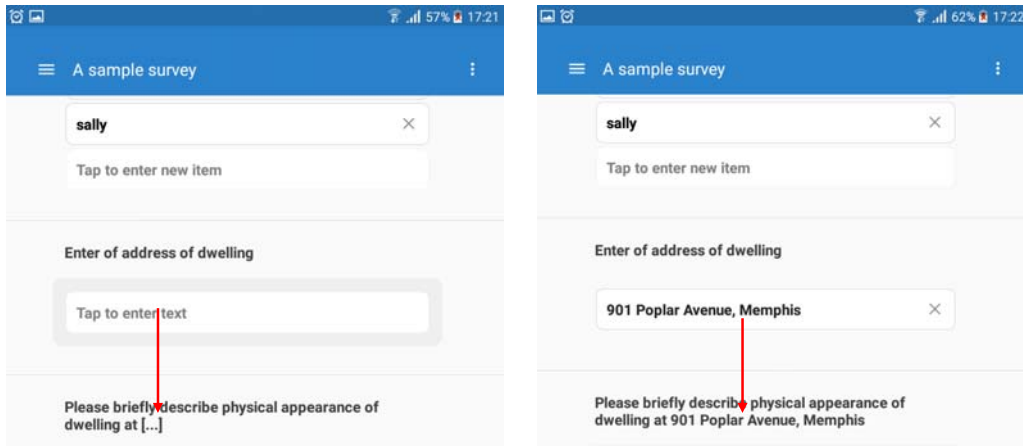 57% 17:21
A sample survey
sally
Tap to enter new item
Enter of address of dwelling
Tap to enter text
Please briefly describe physical appearance of
dwelling at [...]
62% 17:22
A sample survey
sally
Tap to enter new item
Enter of address of dwelling
901 Poplar Avenue, Memphis
Please briefly describe physical appearance of
dwelling at 901 Poplar Avenue, Memphis